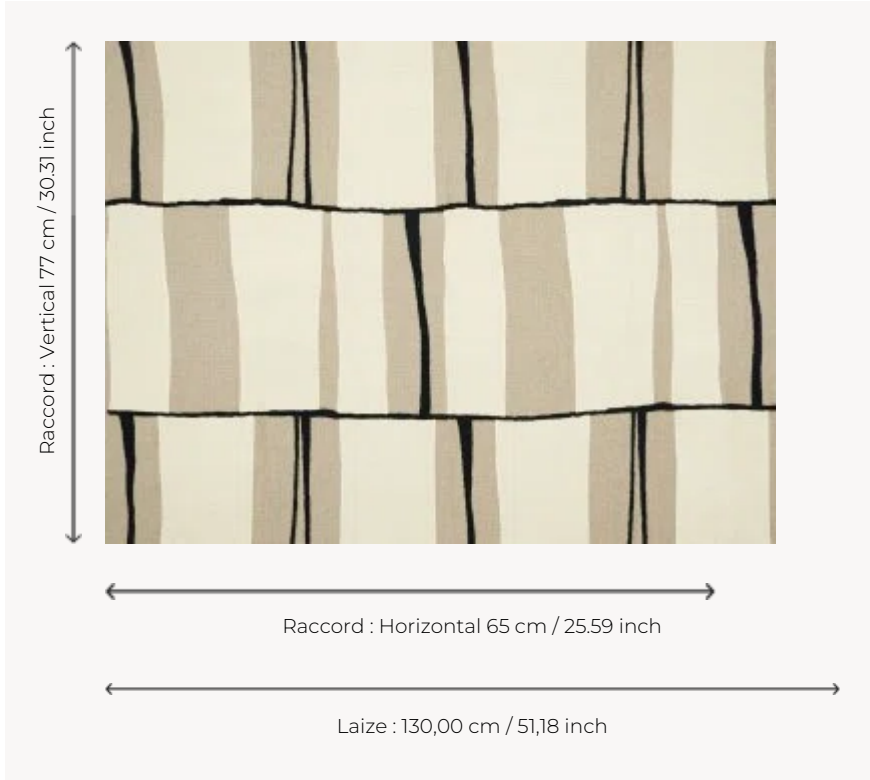 Raccord : Vertical 77 cm / 30.31 inch
Raccord : Horizontal 65 cm / 25.59 inch
Laize : 130,00 cm / 51,18 inch